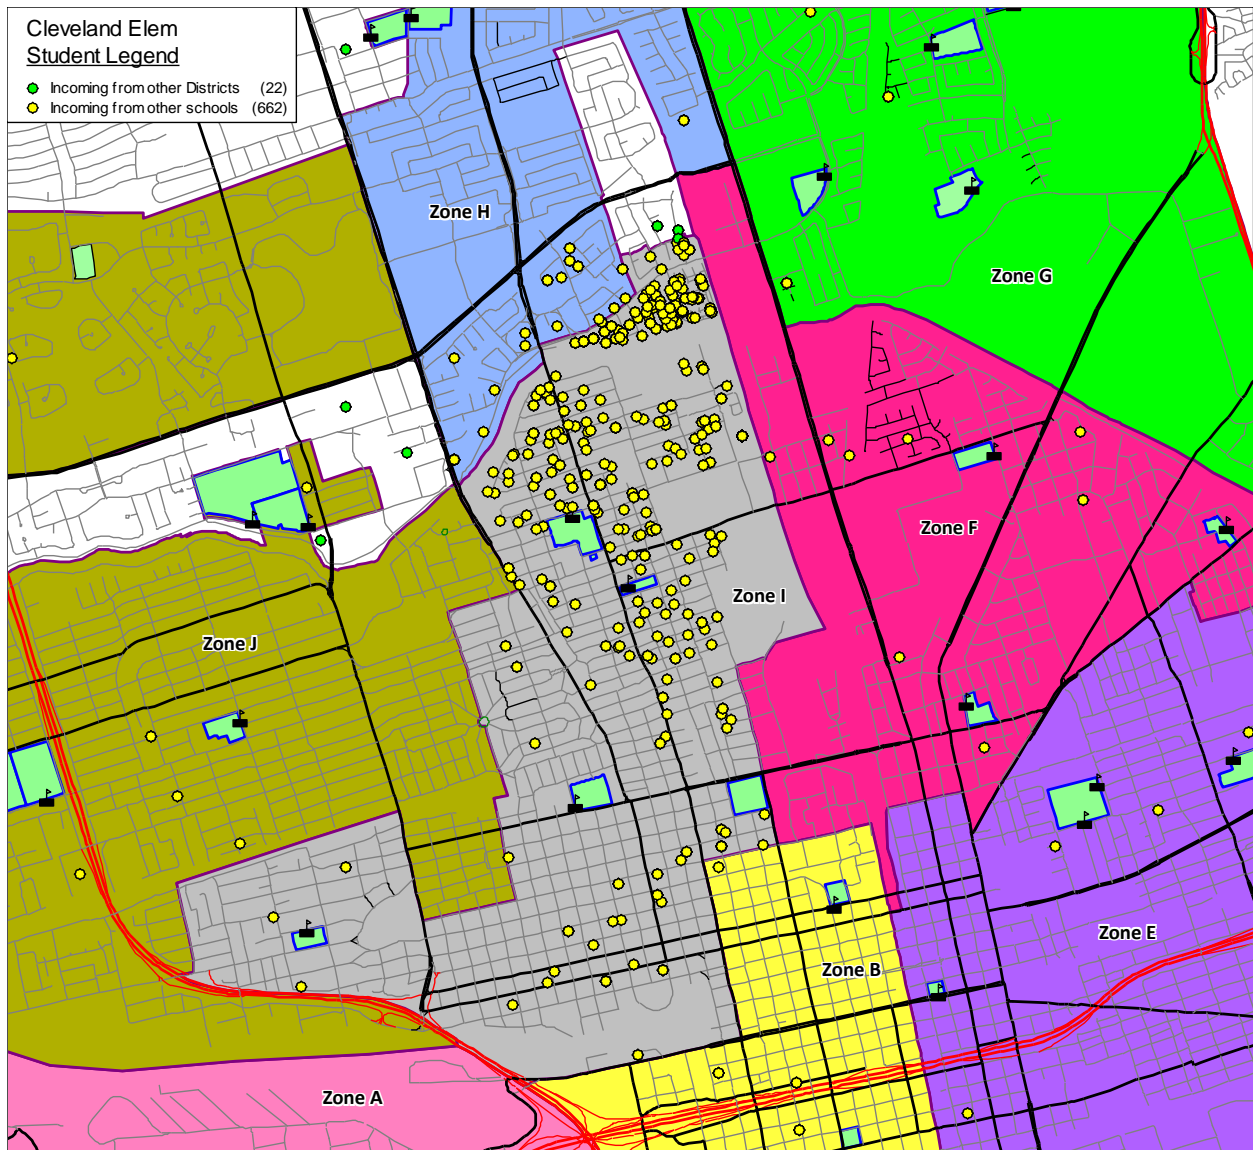 Cleveland Elem
Student Legend
Incoming from other Districts (22)
Incoming from other schools (662)
Zone H
Zone G
Zone F
Zone I
Zone J
Zone E
Zone B
Zone A